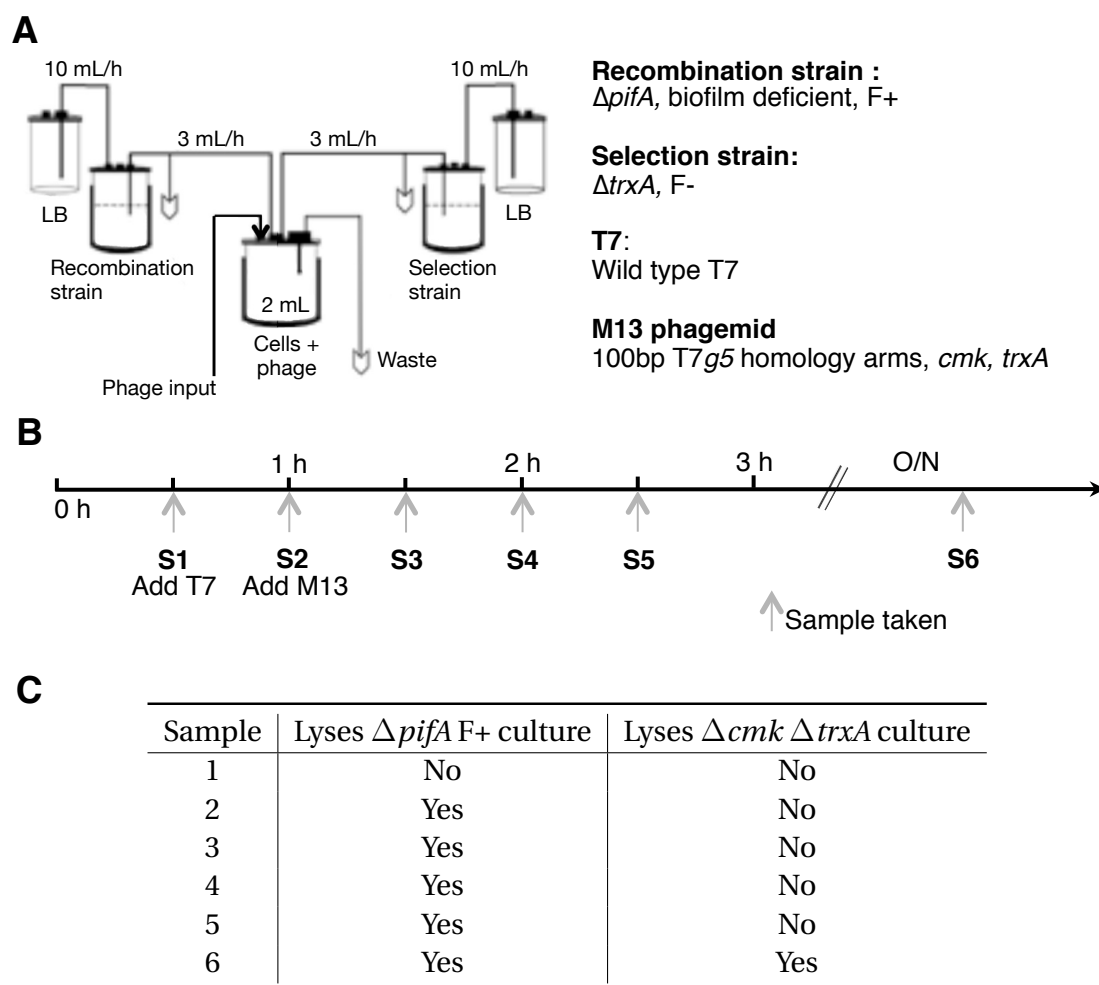 A
10 mL/h
10 mL/h
3 mL/h
3 mL/h
LB
LB
Recombination
strain
Selection
strain
2 mL
Cells +
phage
Waste
Phage input
Recombination strain :
ΔpifA, biofilm deficient, F+
Selection strain:
ΔtrxA, F-
T7:
Wild type T7
M13 phagemid
100bp T7g5 homology arms, cmk, trxA
B
1 h
2 h
3 h
O/N
0 h
S1
S2
S3
S4
S5
S6
Add T7
Add M13
Sample taken
C
Sample Lyses ΔpifA F+ culture Lyses Δcmk ΔtrxA culture
1 No No
2 Yes No
3 Yes No
4 Yes No
5 Yes No
6 Yes Yes